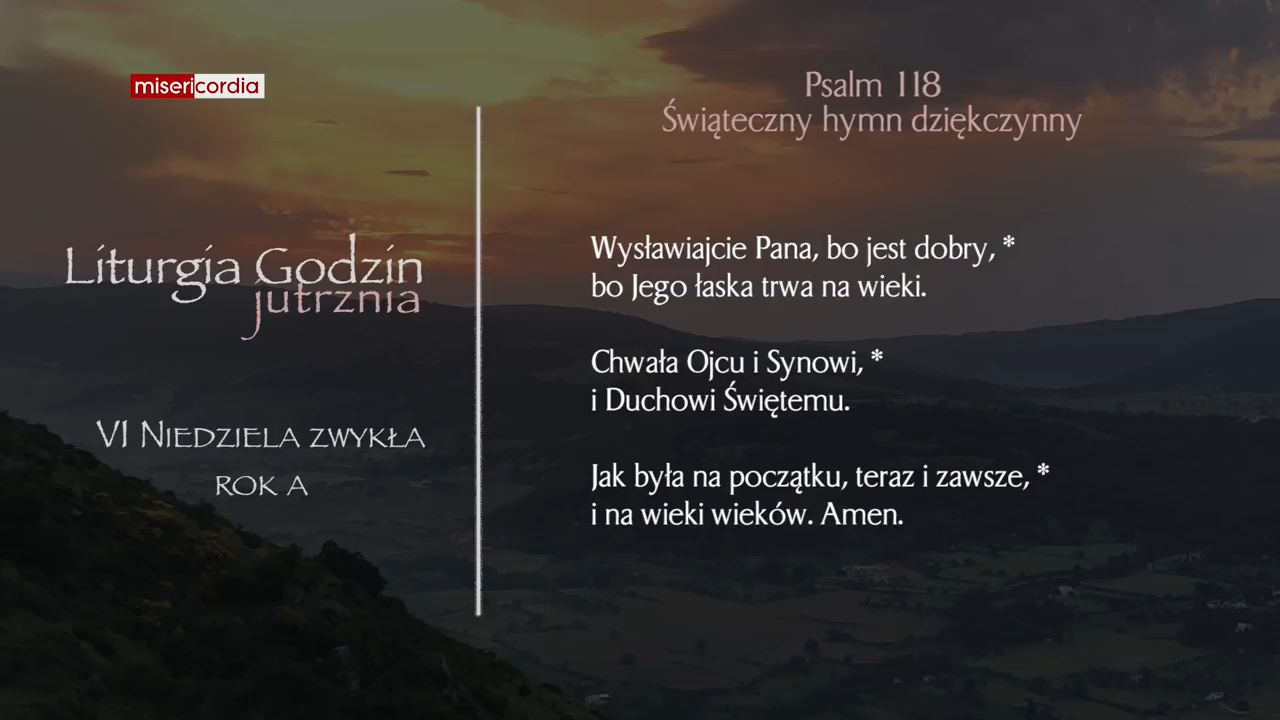 misericordia
Liturgia Godzin
jutrznia
VI Niedziela zwykła
rok A
Psalm 118
Świąteczny hymn dziękczynny
Wysławiajcie Pana, bo jest dobry, *
bo Jego łaska trwa na wieki.
Chwała Ojcu i Synowi, *
i Duchowi Świętemu.
Jak była na początku, teraz i zawsze, *
i na wieki wieków. Amen.